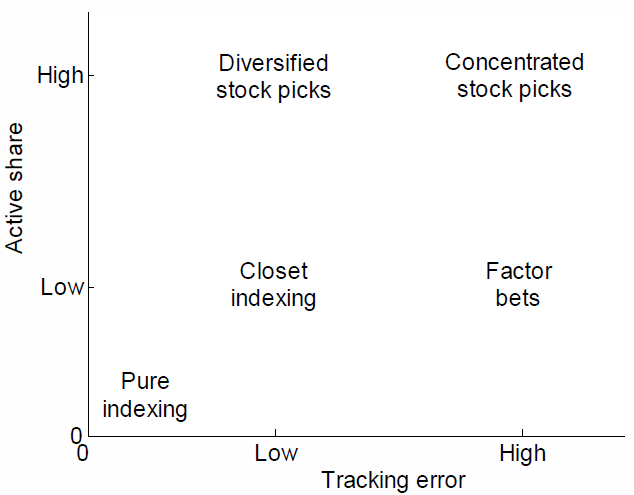 High
Diversified
stock picks
Concentrated
stock picks
Active share
Low
Closet
indexing
Factor
bets
Pure
indexing
0
0
Low
High
Tracking error